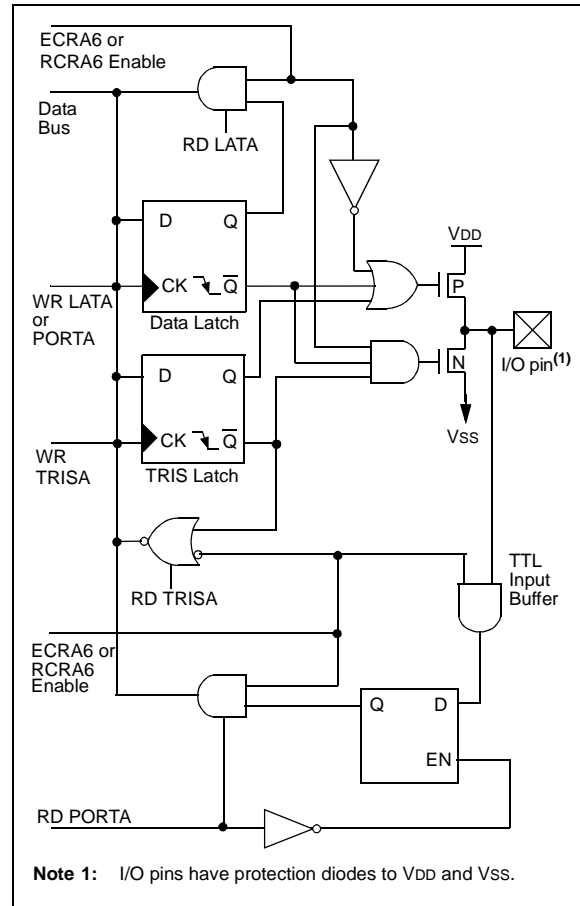 ECRA6 or
RCRA6 Enable
Data
Bus
RD LATA
D Q
VDD
P
CK Q
WR LATA
or
PORTA
Data Latch
I/O pin(1)
N
D Q
VSS
CK Q
WR
TRISA
TRIS Latch
TTL
Input
Buffer
RD TRISA
ECRA6 or
RCRA6
Enable
Q D
EN
RD PORTA
Note 1: I/O pins have protection diodes to VDD and VSS.